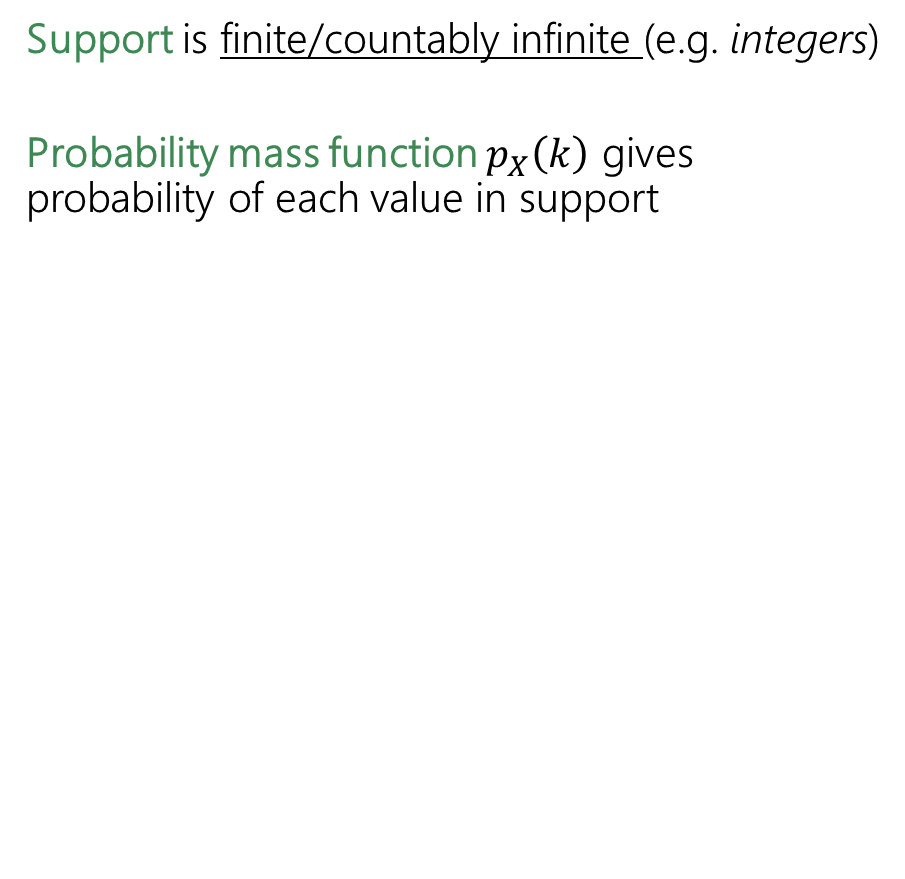 Support is finite/countably infinite (e.g. integers)
Probability mass function p_X(k) gives
probability of each value in support